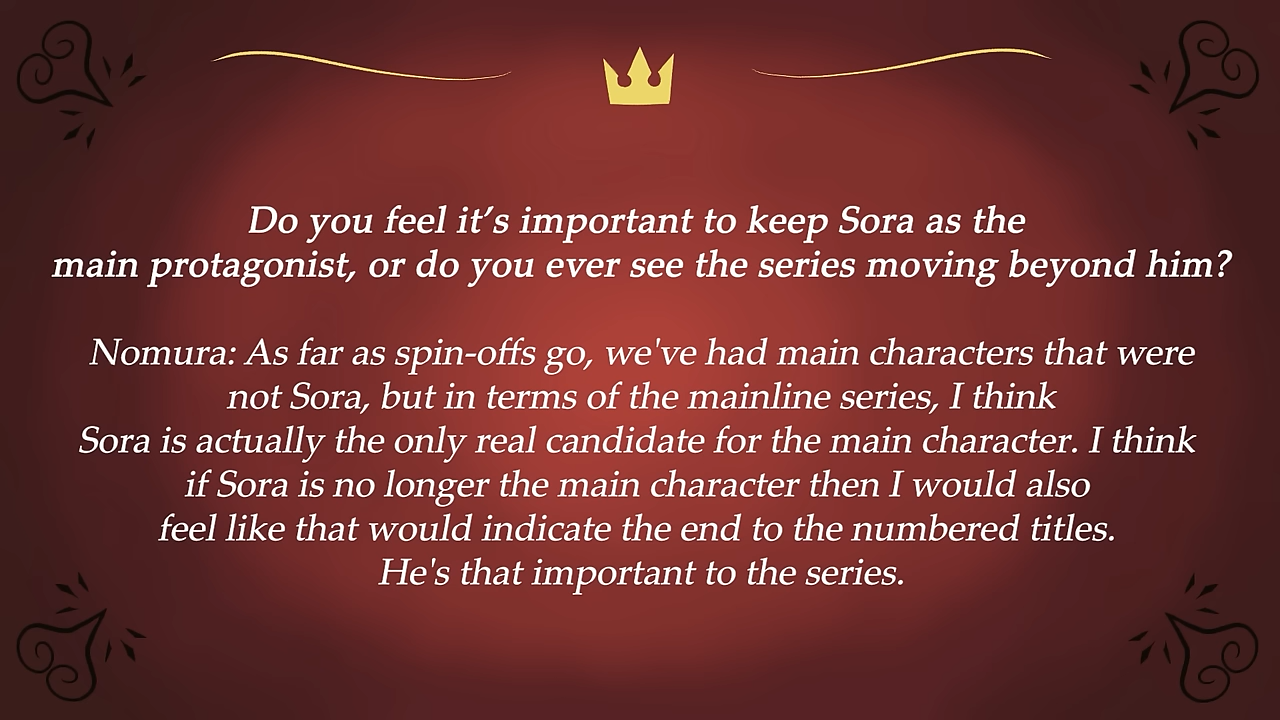 Do you feel it’s important to keep Sora as the
main protagonist, or do you ever see the series moving beyond him?
Nomura: As far as spin-offs go, we've had main characters that were
not Sora, but in terms of the mainline series, I think
Sora is actually the only real candidate for the main character. I think
if Sora is no longer the main character then I would also
feel like that would indicate the end to the numbered titles.
He's that important to the series.